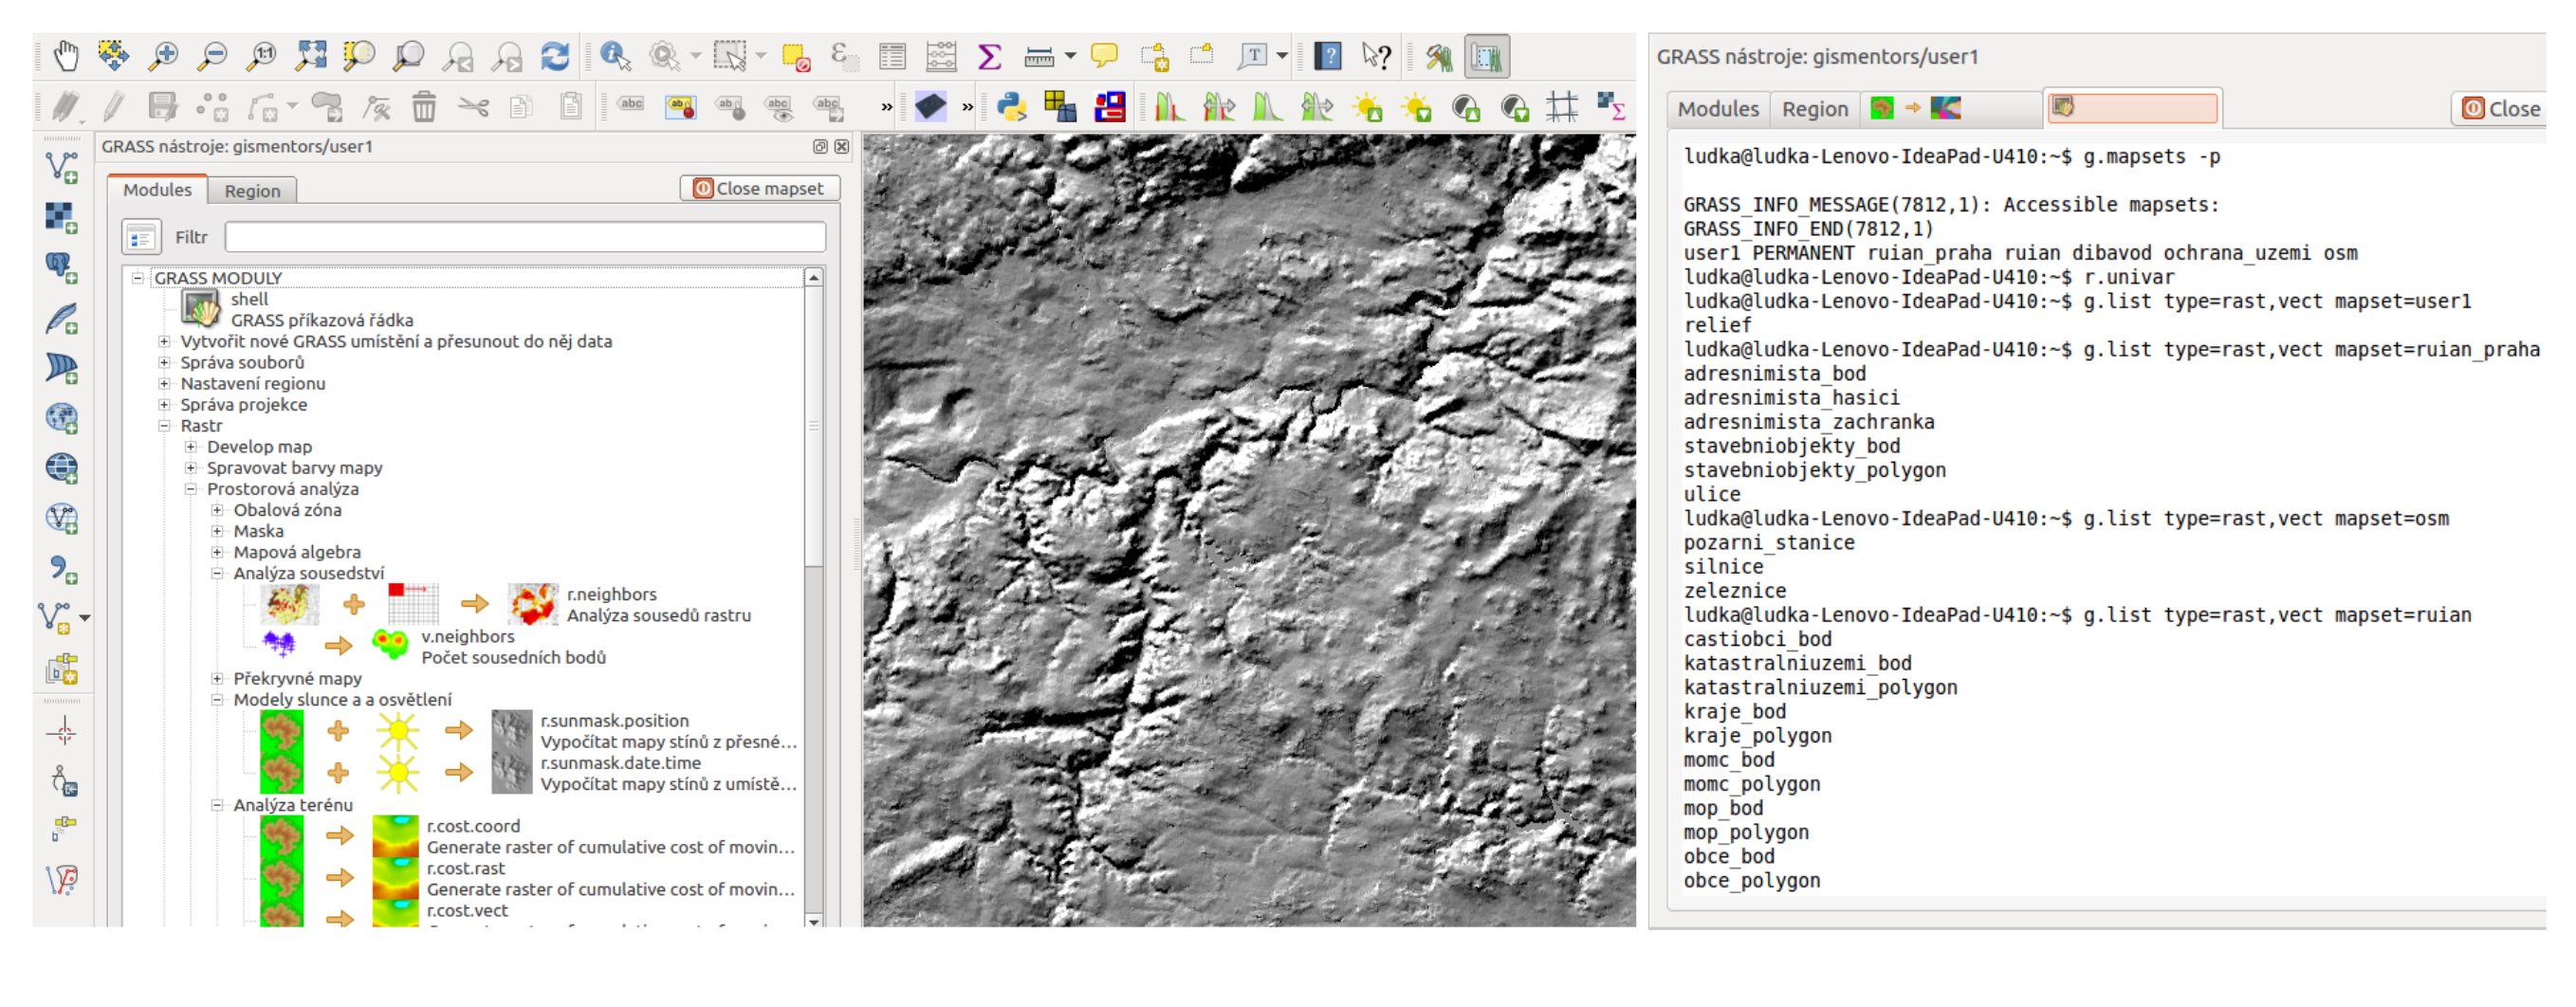 GRASS nástroje: gismentors/user1
Modules
Region
Close mapset
Filtr
GRASS MODULY
shell
GRASS příkazová řádka
Vytvořit nové GRASS umístění a přesunout do něj data
Správa souborů
Nastavení regionu
Správa projekce
Rastr
Develop map
Spravovat barvy mapy
Prostorová analýza
Obalová zóna
Maska
Mapová algebra
Analýza sousedství
r.neighbors
Analýza sousedů rastru
v.neighbors
Počet sousedních bodů
Překryvné mapy
Modely slunce a a osvětlení
r.sunmask.position
Vypočítat mapy stínů z přesné...
r.sunmask.date.time
Vypočítat mapy stínů z umístě...
Analýza terénu
r.cost.coord
Generate raster of cumulative cost of movin...
r.cost.rast
Generate raster of cumulative cost of movin...
r.cost.vect
GRASS nástroje: gismentors/user1
Modules
Region
Close
ludka@ludka-Lenovo-IdeaPad-U410:~$ g.mapsets -p
GRASS_INFO_MESSAGE(7812,1): Accessible mapsets:
GRASS_INFO_END(7812,1)
user1 PERMANENT ruian_praha ruian dibavod ochrana_uzemi osm
ludka@ludka-Lenovo-IdeaPad-U410:~$ r.univar
ludka@ludka-Lenovo-IdeaPad-U410:~$ g.list type=rast,vect mapset=user1
relief
ludka@ludka-Lenovo-IdeaPad-U410:~$ g.list type=rast,vect mapset=ruian_praha
adresnimista_bod
adresnimista_hasici
adresnimista_zachranka
stavebniobjekty_bod
stavebniobjekty_polygon
ulice
ludka@ludka-Lenovo-IdeaPad-U410:~$ g.list type=rast,vect mapset=osm
pozarni_stanice
silnice
zeleznice
ludka@ludka-Lenovo-IdeaPad-U410:~$ g.list type=rast,vect mapset=ruian
castiobci_bod
katastralniuzemi_bod
katastralniuzemi_polygon
kraje_bod
kraje_polygon
momc_bod
momc_polygon
mop_bod
mop_polygon
obce_bod
obce_polygon